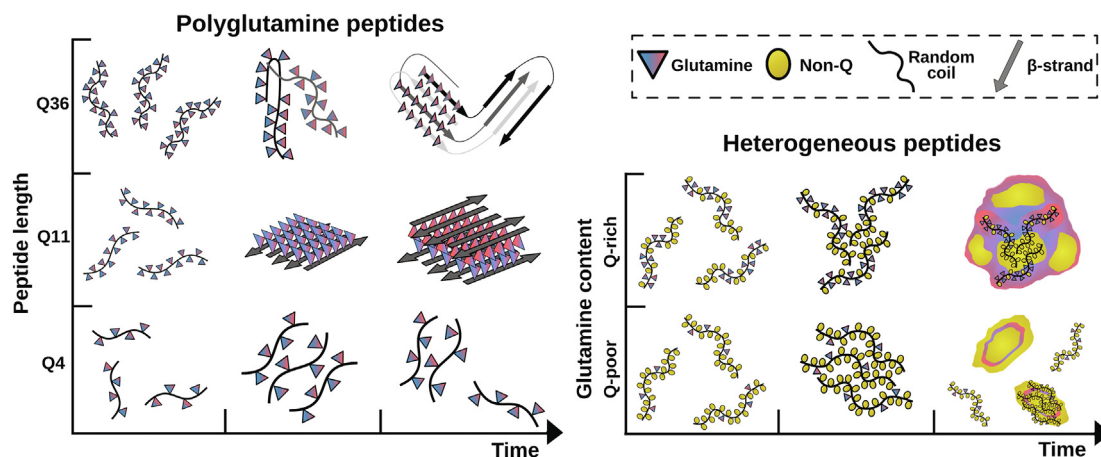 Polyglutamine peptides
Peptide length
Q36
Q11
Q4
Time
Glutamine
Non-Q
Random
coil
β-strand
Heterogeneous peptides
Glutamine content
Q-rich
Q-poor
Time